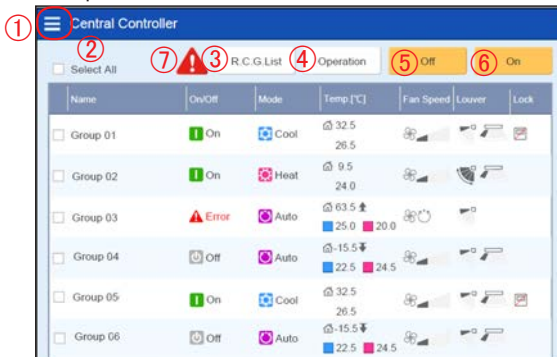 ① Central Controller
② Select All ⑦ ③ R.C.G.List ④ Operation ⑤ Off ⑥ On
Name On/Off Mode Temp [°C] Fan Speed Louver Lock
Group 01 On Cool 32.5
26.5
Group 02 On Heat 9.5
24.0
Group 03 Error Auto 63.5
25.0 20.0
Group 04 Off Auto -15.5
22.5 24.5
Group 05 On Cool 32.5
26.5
Group 06 Off Auto -15.5
22.5 24.5